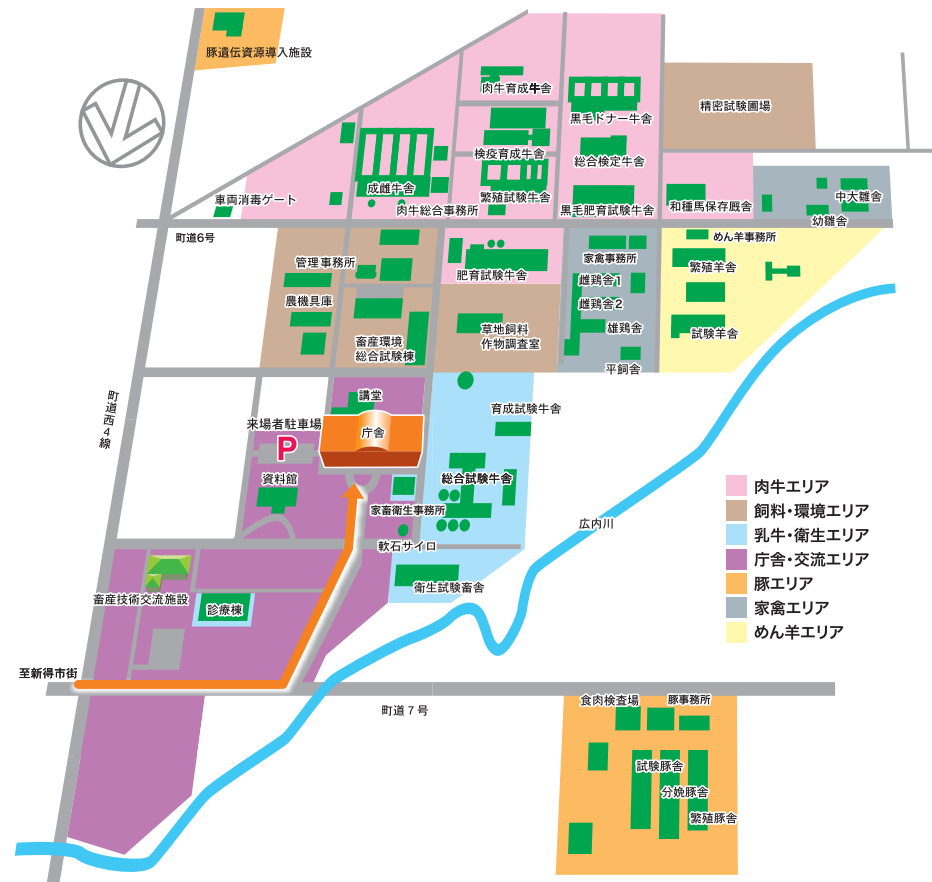 豚遺伝資源導入施設
肉牛育成牛舎
黒毛ドナー牛舎
精密試験圃場
検疫育成牛舎
総合検定牛舎
成雌牛舎
繁殖試験牛舎
車両消毒ゲート
肉牛総合事務所
黒毛肥育試験牛舎
和種馬保存厩舎
中大雛舎
幼雛舎
町道6号
めん羊事務所
管理事務所
肥育試験牛舎
家禽事務所
繁殖羊舎
雌鶏舎1
農機具庫
雌鶏舎2
草地飼料
作物調査室
雄鶏舎
試験羊舎
畜産環境
総合試験棟
平飼舎
町道西4線
講堂
育成試験牛舎
来場者駐車場
P
庁舎
資料館
総合試験牛舎
家畜衛生事務所
広内川
軟石サイロ
衛生試験畜舎
畜産技術交流施設
診療棟
肉牛エリア
飼料・環境エリア
乳牛・衛生エリア
庁舎・交流エリア
豚エリア
家禽エリア
めん羊エリア
至新得市街
町道7号
食肉検査場
豚事務所
試験豚舎
分娩豚舎
繁殖豚舎